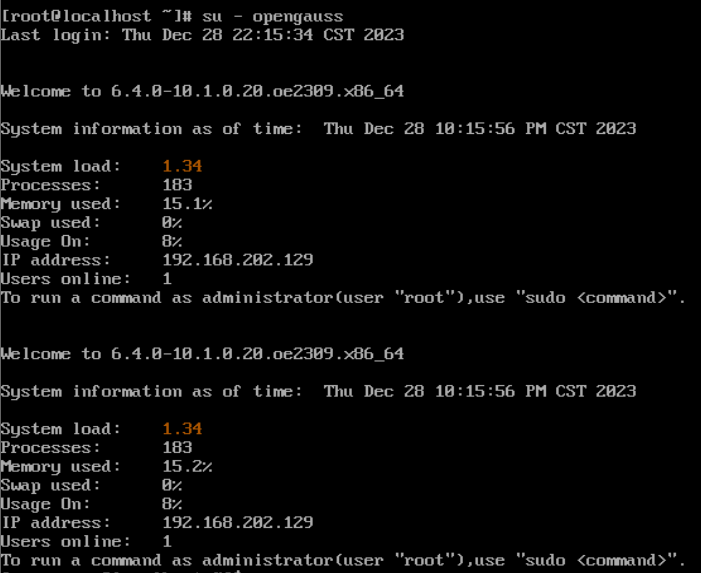 [root@localhost ~]# su - opengauss
Last login: Thu Dec 28 22:15:34 CST 2023
Welcome to 6.4.0-10.1.0.20.oe2309.x86_64
System information as of time:  Thu Dec 28 10:15:56 PM CST 2023
System load:    1.34
Processes:      183
Memory used:    15.1%
Swap used:      0%
Usage On:       8%
IP address:     192.168.202.129
Users online:   1
To run a command as administrator(user "root"),use "sudo <command>".
Welcome to 6.4.0-10.1.0.20.oe2309.x86_64
System information as of time:  Thu Dec 28 10:15:56 PM CST 2023
System load:    1.34
Processes:      183
Memory used:    15.2%
Swap used:      0%
Usage On:       8%
IP address:     192.168.202.129
Users online:   1
To run a command as administrator(user "root"),use "sudo <command>".